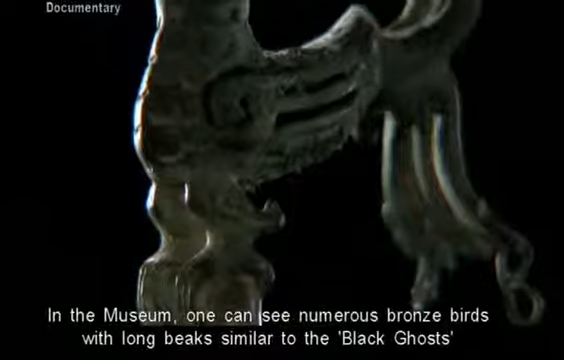 Documentary
In the Museum, one can see numerous bronze birds
with long beaks similar to the 'Black Ghosts'